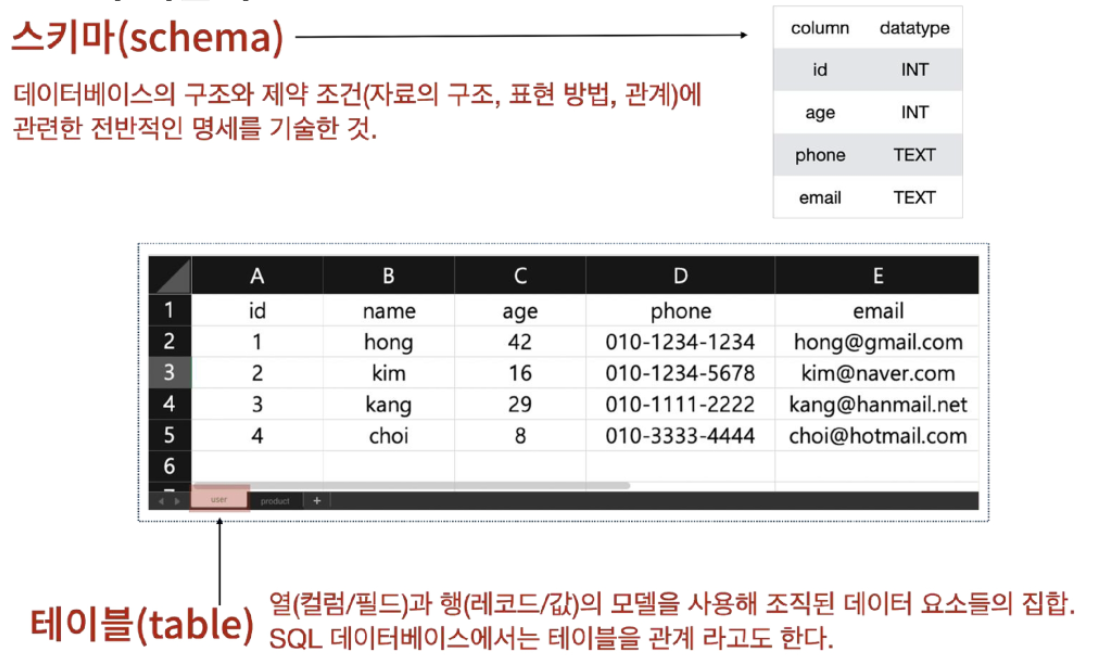 스키마(schema)
데이터베이스의 구조와 제약 조건(자료의 구조, 표현 방법, 관계)에
관련한 전반적인 명세를 기술한 것.
column datatype
id INT
age INT
phone TEXT
email TEXT
A B C D E
1 id name age phone email
2 1 hong 42 010-1234-1234 hong@gmail.com
3 2 kim 16 010-1234-5678 kim@naver.com
4 3 kang 29 010-1111-2222 kang@hanmail.net
5 4 choi 8 010-3333-4444 choi@hotmail.com
6
user product +
테이블(table)
열(컬럼/필드)과 행(레코드/값)의 모델을 사용해 조직된 데이터 요소들의 집합.
SQL 데이터베이스에서는 테이블을 관계 라고도 한다.